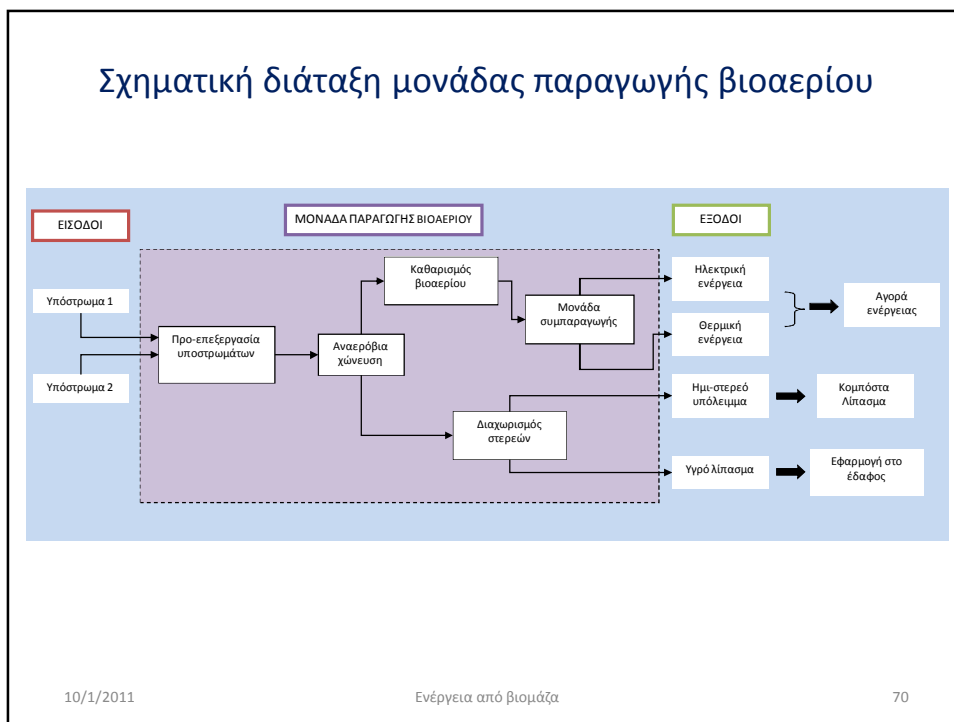 Σχηματική διάταξη μονάδας παραγωγής βιοαερίου
ΕΙΣΟΔΟΙ
ΜΟΝΑΔΑ ΠΑΡΑΓΩΓΗΣ ΒΙΟΑΕΡΙΟΥ
ΕΞΟΔΟΙ
Υπόστρωμα 1
Υπόστρωμα 2
Προ-επεξεργασία
υποστρωμάτων
Αναερόβια
χώνευση
Καθαρισμός
βιοαερίου
Μονάδα
συμπαραγωγής
Διαχωρισμός
στερεών
Ηλεκτρική
ενέργεια
Θερμική
ενέργεια
Αγορά
ενέργειας
Ημι-στερεό
υπόλειμμα
Κομπόστα
Λίπασμα
Υγρό λίπασμα
Εφαρμογή στο
έδαφος
10/1/2011
Ενέργεια από βιομάζα
70